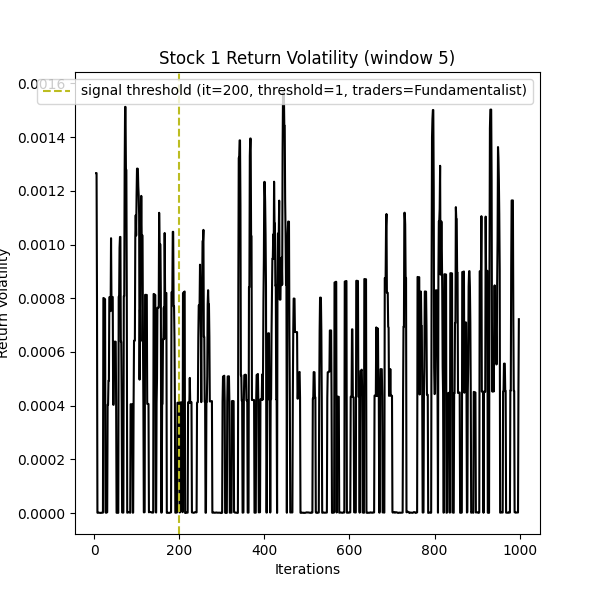 Stock 1 Return Volatility (window 5)
signal threshold (it=200, threshold=1, traders=Fundamentalist)
0.0016
0.0014
0.0012
0.0010
0.0008
0.0006
0.0004
0.0002
0.0000
Return Volatility
0 200 400 600 800 1000
Iterations